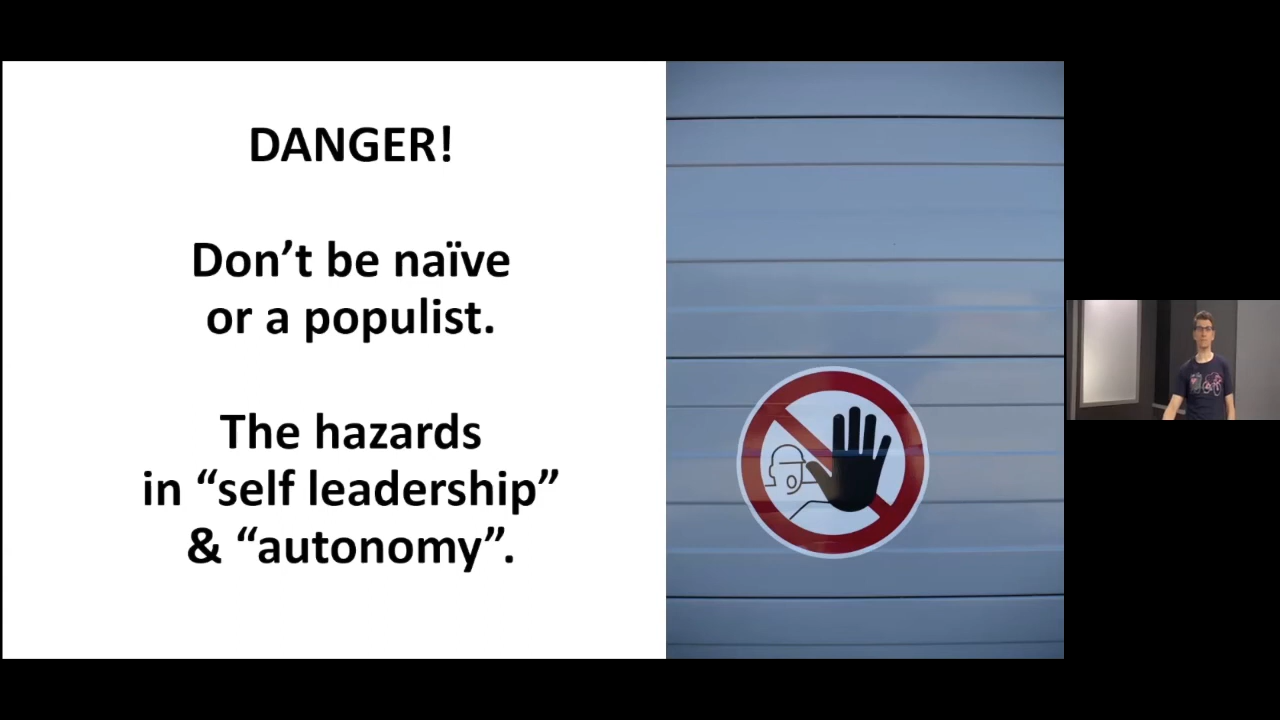 DANGER!
Don’t be naïve
or a populist.
The hazards
in “self leadership”
& “autonomy”.